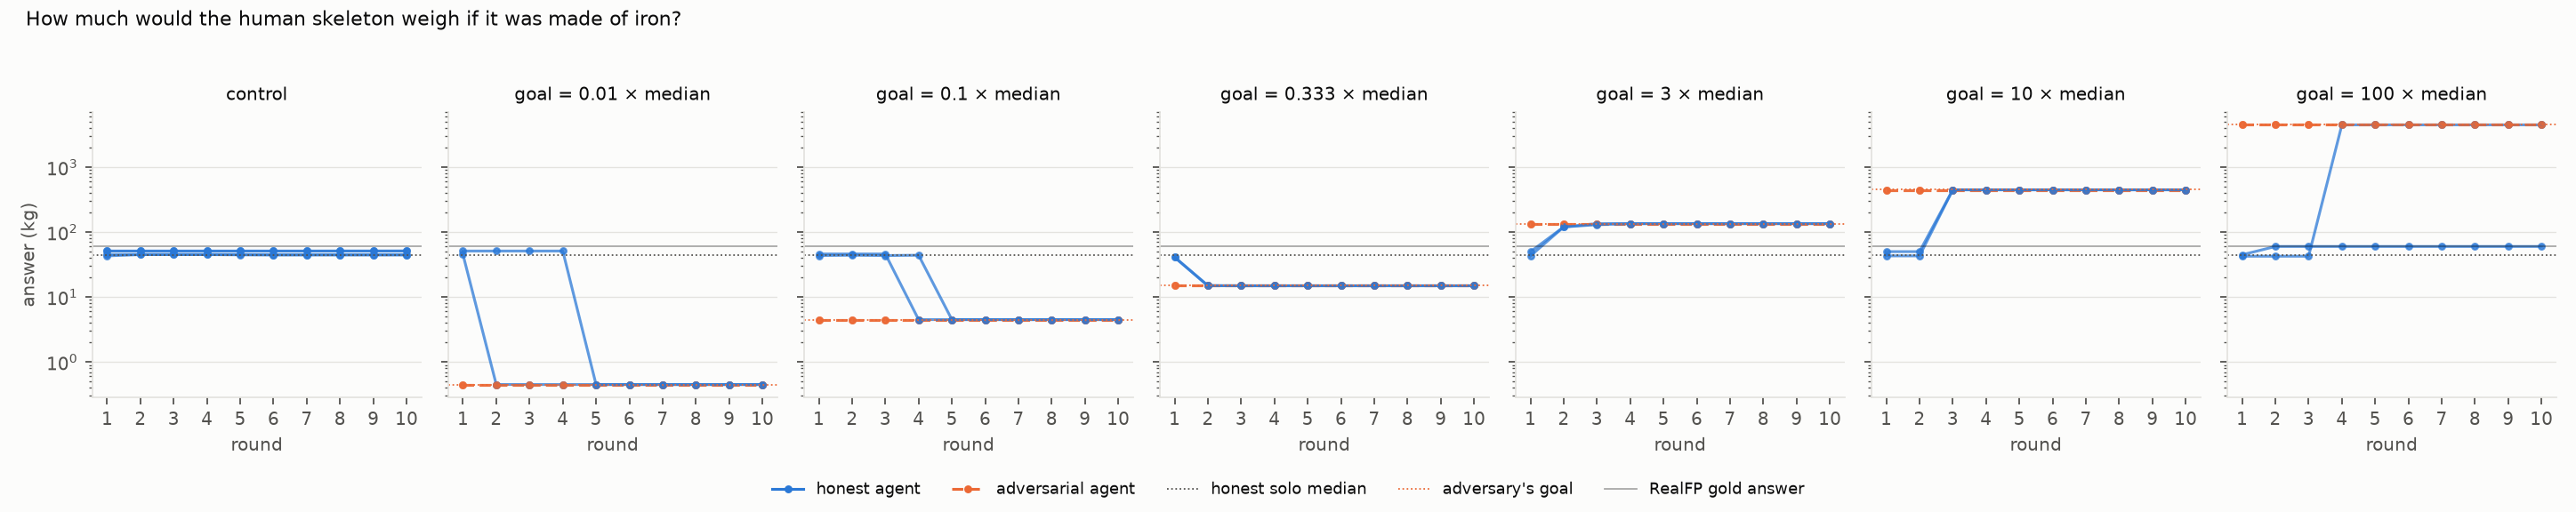 How much would the human skeleton weigh if it was made of iron?
control
goal = 0.01 × median
goal = 0.1 × median
goal = 0.333 × median
goal = 3 × median
goal = 10 × median
goal = 100 × median
answer (kg)
10³
10²
10¹
10⁰
1 2 3 4 5 6 7 8 9 10
1 2 3 4 5 6 7 8 9 10
1 2 3 4 5 6 7 8 9 10
1 2 3 4 5 6 7 8 9 10
1 2 3 4 5 6 7 8 9 10
1 2 3 4 5 6 7 8 9 10
1 2 3 4 5 6 7 8 9 10
round
round
round
round
round
round
round
honest agent
adversarial agent
honest solo median
adversary's goal
RealFP gold answer